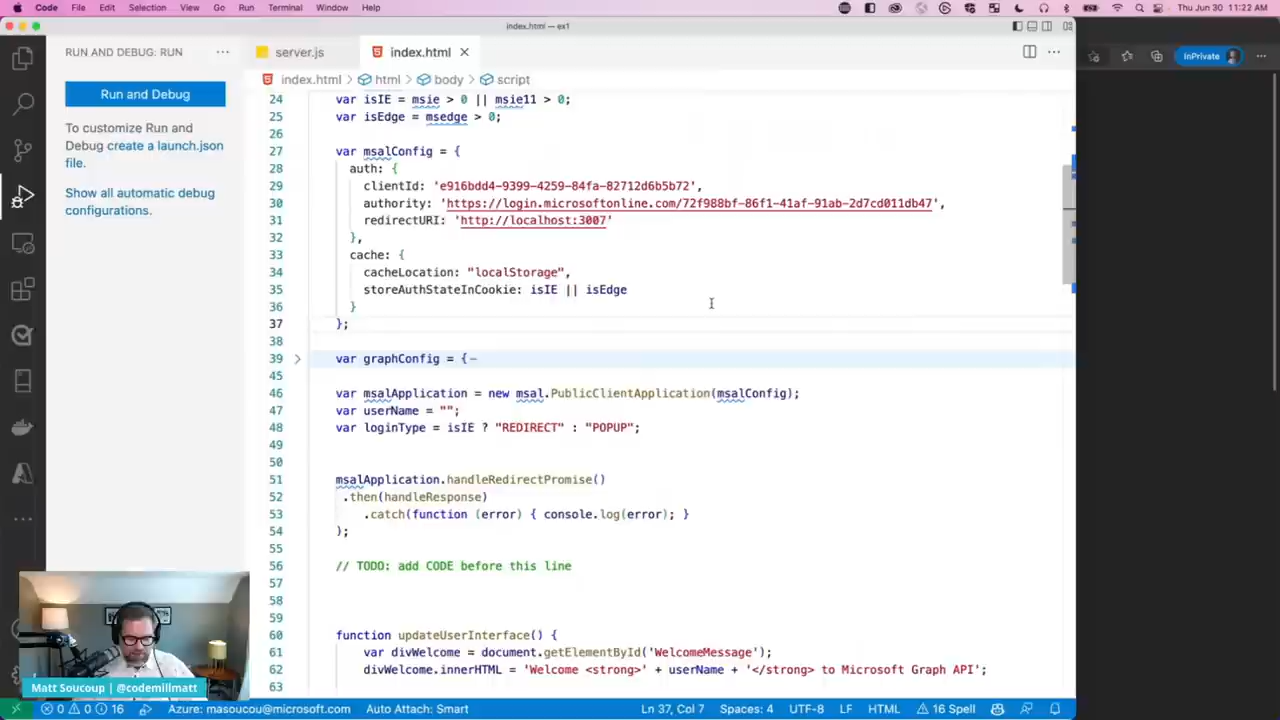 Code File Edit Selection View Go Run Terminal Window Help
Thu Jun 30 11:22 AM
index.html — ex1
InPrivate
RUN AND DEBUG: RUN
server.js
index.html
index.html > html > body > script
Run and Debug
To customize Run and
Debug create a launch.json
file.
Show all automatic debug
configurations.
24 var isIE = msie > 0 || msie11 > 0;
25 var isEdge = msedge > 0;
26
27 var msalConfig = {
28 auth: {
29 clientId: 'e916bdd4-9399-4259-84fa-82712d6b5b72',
30 authority: 'https://login.microsoftonline.com/72f988bf-86f1-41af-91ab-2d7cd011db47',
31 redirectURI: 'http://localhost:3007'
32 },
33 cache: {
34 cacheLocation: "localStorage",
35 storeAuthStateInCookie: isIE || isEdge
36 }
37 };
38
39 var graphConfig = {
45
46 var msalApplication = new msal.PublicClientApplication(msalConfig);
47 var userName = "";
48 var loginType = isIE ? "REDIRECT" : "POPUP";
49
50
51 msalApplication.handleRedirectPromise()
52 .then(handleResponse)
53 .catch(function (error) { console.log(error); }
54 );
55
56 // TODO: add CODE before this line
57
58
59
60 function updateUserInterface() {
61 var divWelcome = document.getElementById('WelcomeMessage');
62 divWelcome.innerHTML = 'Welcome <strong>' + userName + '</strong> to Microsoft Graph API';
63
Matt Soucoup | @codemillmatt
0 0 16 Azure: masoucou@microsoft.com Auto Attach: Smart Ln 37, Col 7 Spaces: 4 UTF-8 LF HTML 16 Spell